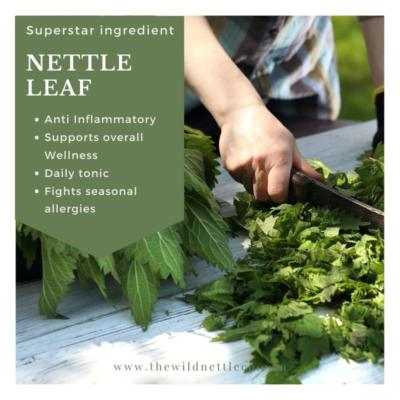 Superstar ingredient
NETTLE
LEAF
• Anti Inflammatory
• Supports overall
Wellness
• Daily tonic
• Fights seasonal
allergies